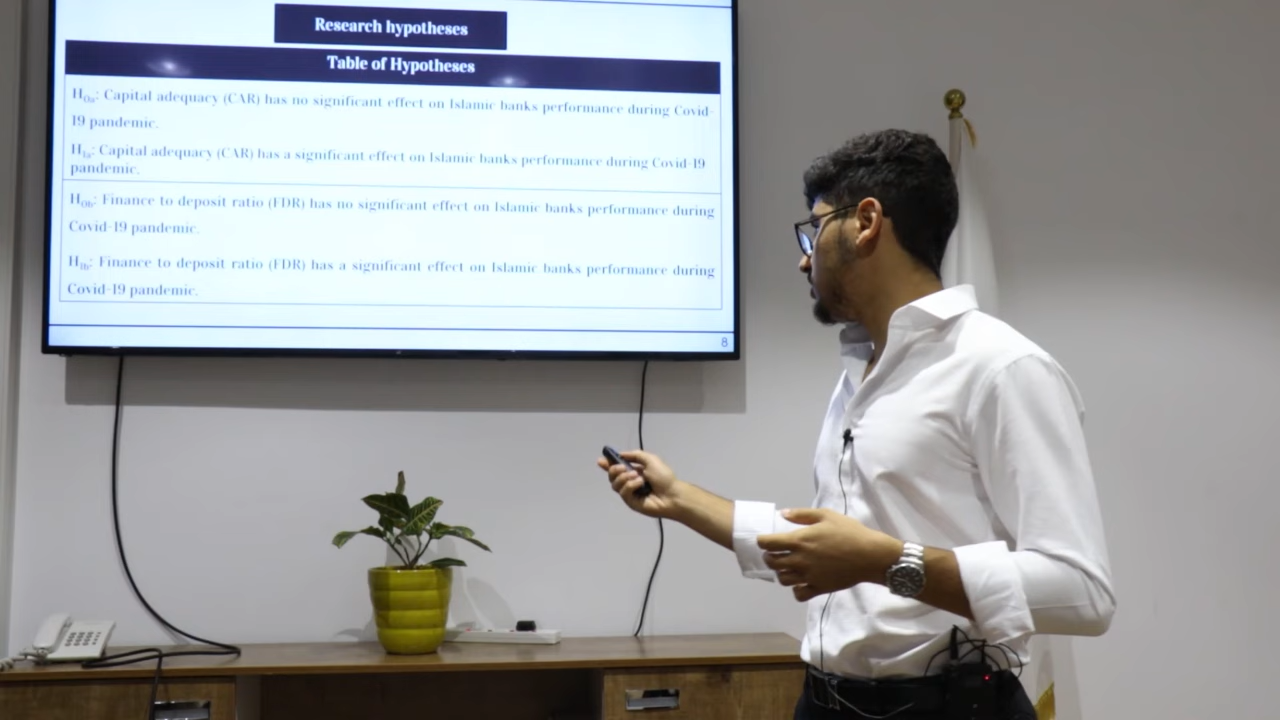 Research hypotheses
Table of Hypotheses
H0a: Capital adequacy (CAR) has no significant effect on Islamic banks performance during Covid-
19 pandemic.
H1a: Capital adequacy (CAR) has a significant effect on Islamic banks performance during Covid-19
pandemic.
H0b: Finance to deposit ratio (FDR) has no significant effect on Islamic banks performance during
Covid-19 pandemic.
H1b: Finance to deposit ratio (FDR) has a significant effect on Islamic banks performance during
Covid-19 pandemic.
8